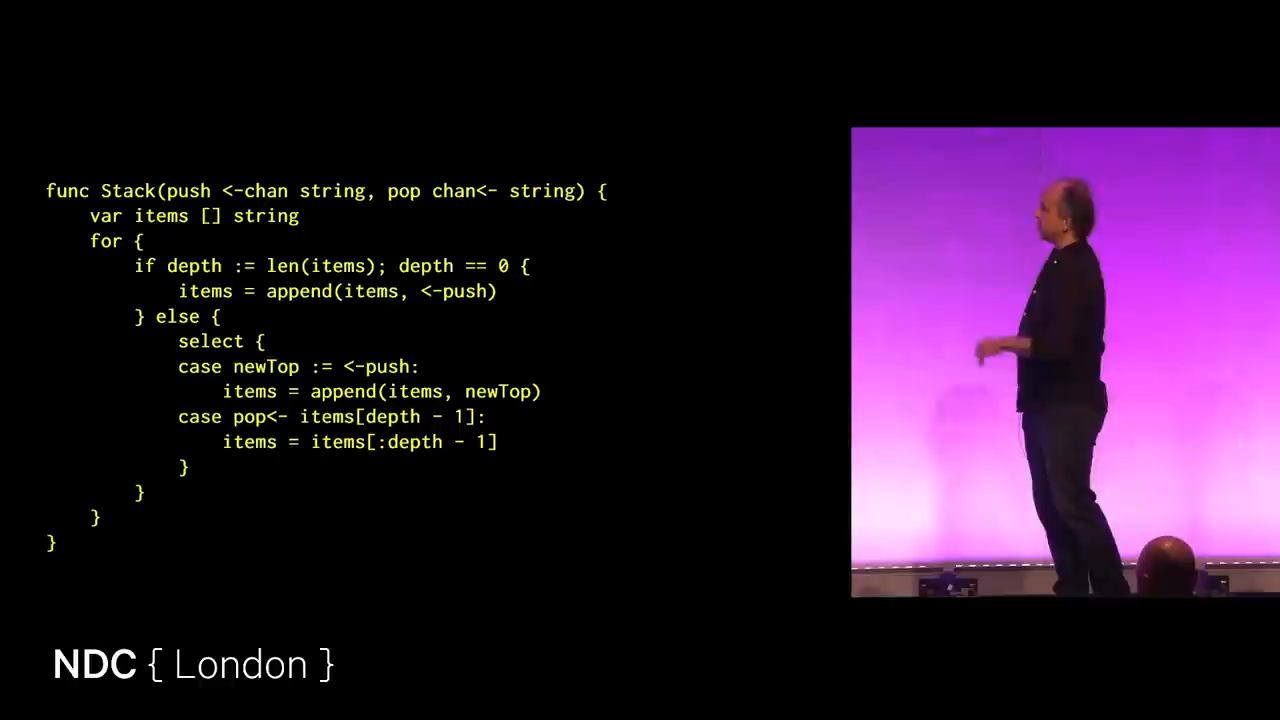 func Stack(push <-chan string, pop chan<- string) {
    var items [] string
    for {
        if depth := len(items); depth == 0 {
            items = append(items, <-push)
        } else {
            select {
            case newTop := <-push:
                items = append(items, newTop)
            case pop<- items[depth - 1]:
                items = items[:depth - 1]
            }
        }
    }
}
NDC { London }